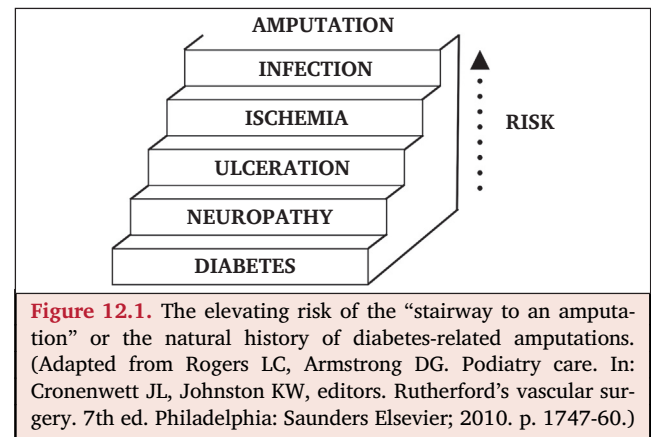 AMPUTATION
INFECTION
ISCHEMIA
RISK
ULCERATION
NEUROPATHY
DIABETES
Figure 12.1. The elevating risk of the “stairway to an amputa-
tion” or the natural history of diabetes-related amputations.
(Adapted from Rogers LC, Armstrong DG. Podiatry care. In:
Cronenwett JL, Johnston KW, editors. Rutherford’s vascular sur-
gery. 7th ed. Philadelphia: Saunders Elsevier; 2010. p. 1747-60.)